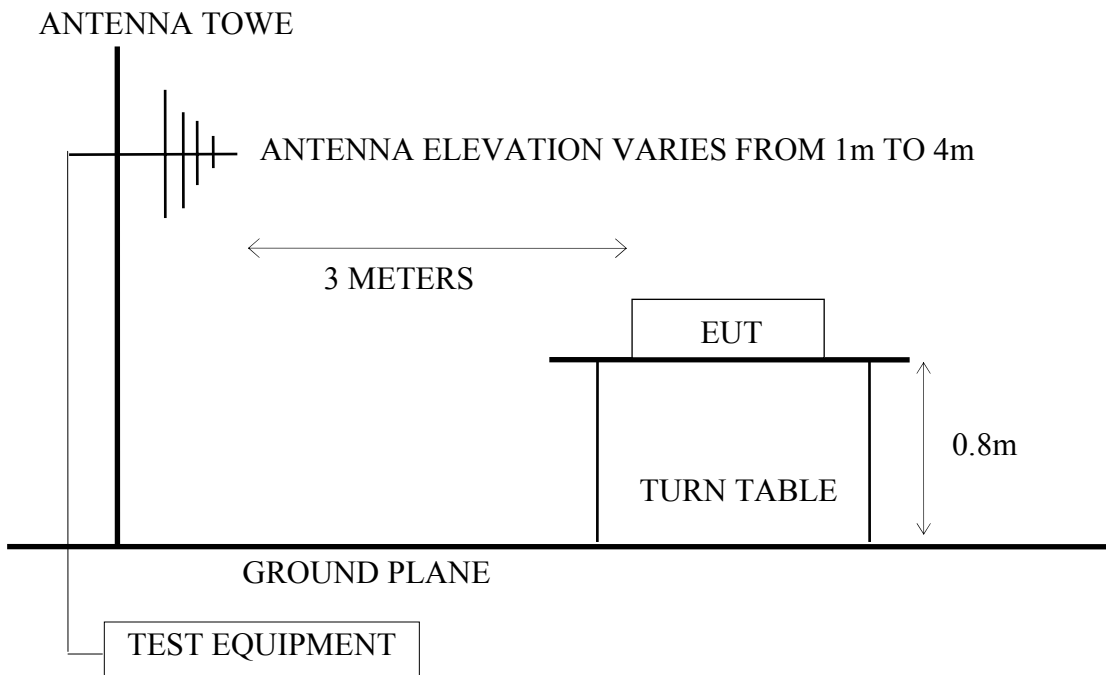 ANTENNA TOWE
ANTENNA ELEVATION VARIES FROM 1m TO 4m
3 METERS
EUT
0.8m
TURN TABLE
GROUND PLANE
TEST EQUIPMENT